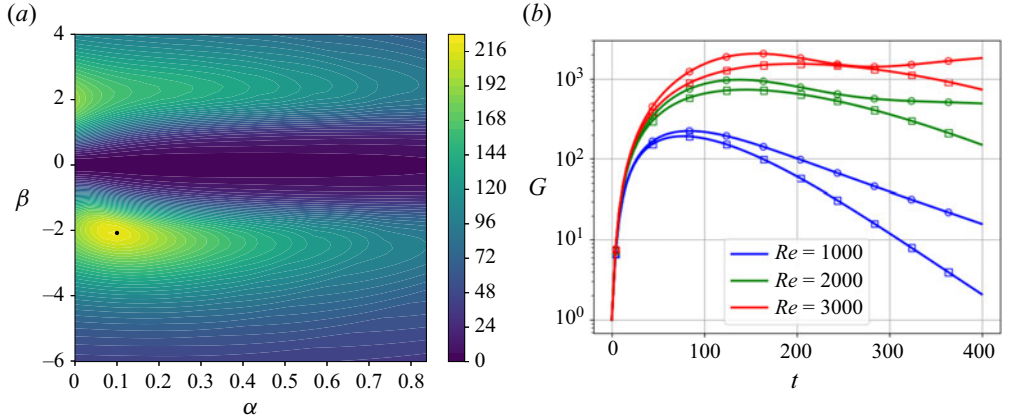 (a)
4
2
0
−2
−4
−6
β
0 0.1 0.2 0.3 0.4 0.5 0.6 0.7 0.8
α
216
192
168
144
120
96
72
48
24
0
(b)
10³
10²
10¹
10⁰
G
0 100 200 300 400
t
Re = 1000
Re = 2000
Re = 3000